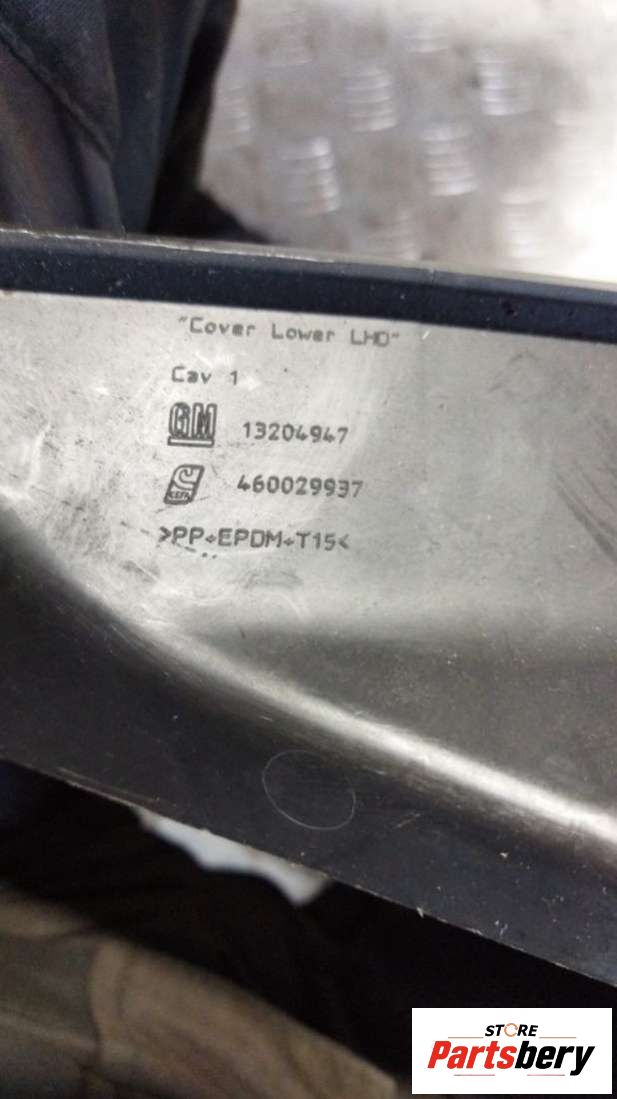 "Cover Lower LHD"
Cav 1
GM 13204947
460029937
>PP+EPDM+T15<
STORE
Partsbery